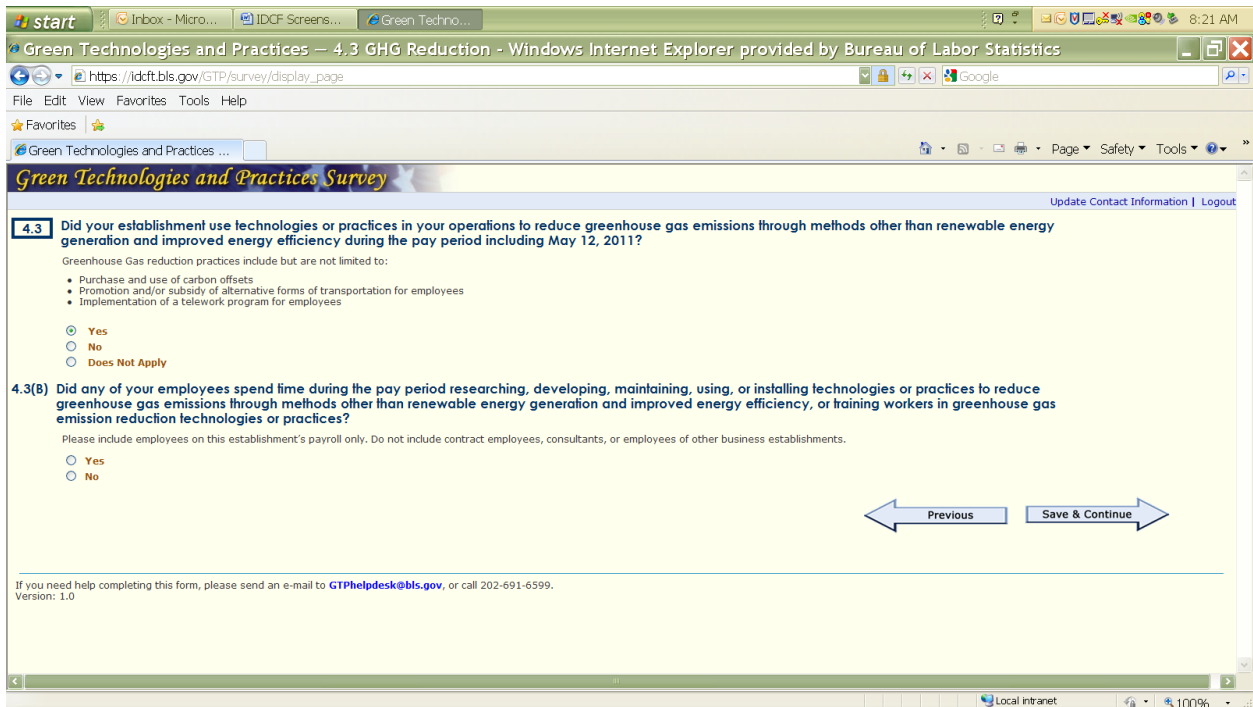 start
Inbox - Micro...
IDCF Screens...
Green Techno...
8:21 AM
Green Technologies and Practices — 4.3 GHG Reduction - Windows Internet Explorer provided by Bureau of Labor Statistics
https://idcft.bls.gov/GTP/survey/display_page
Google
File Edit View Favorites Tools Help
Favorites
Green Technologies and Practices ...
Page Safety Tools
Green Technologies and Practices Survey
Update Contact Information | Logout
4.3 Did your establishment use technologies or practices in your operations to reduce greenhouse gas emissions through methods other than renewable energy
generation and improved energy efficiency during the pay period including May 12, 2011?
Greenhouse Gas reduction practices include but are not limited to:
• Purchase and use of carbon offsets
• Promotion and/or subsidy of alternative forms of transportation for employees
• Implementation of a telework program for employees
Yes
No
Does Not Apply
4.3(B) Did any of your employees spend time during the pay period researching, developing, maintaining, using, or installing technologies or practices to reduce
greenhouse gas emissions through methods other than renewable energy generation and improved energy efficiency, or training workers in greenhouse gas
emission reduction technologies or practices?
Please include employees on this establishment's payroll only. Do not include contract employees, consultants, or employees of other business establishments.
Yes
No
Previous
Save & Continue
If you need help completing this form, please send an e-mail to GTPhelpdesk@bls.gov, or call 202-691-6599.
Version: 1.0
Local intranet
100%